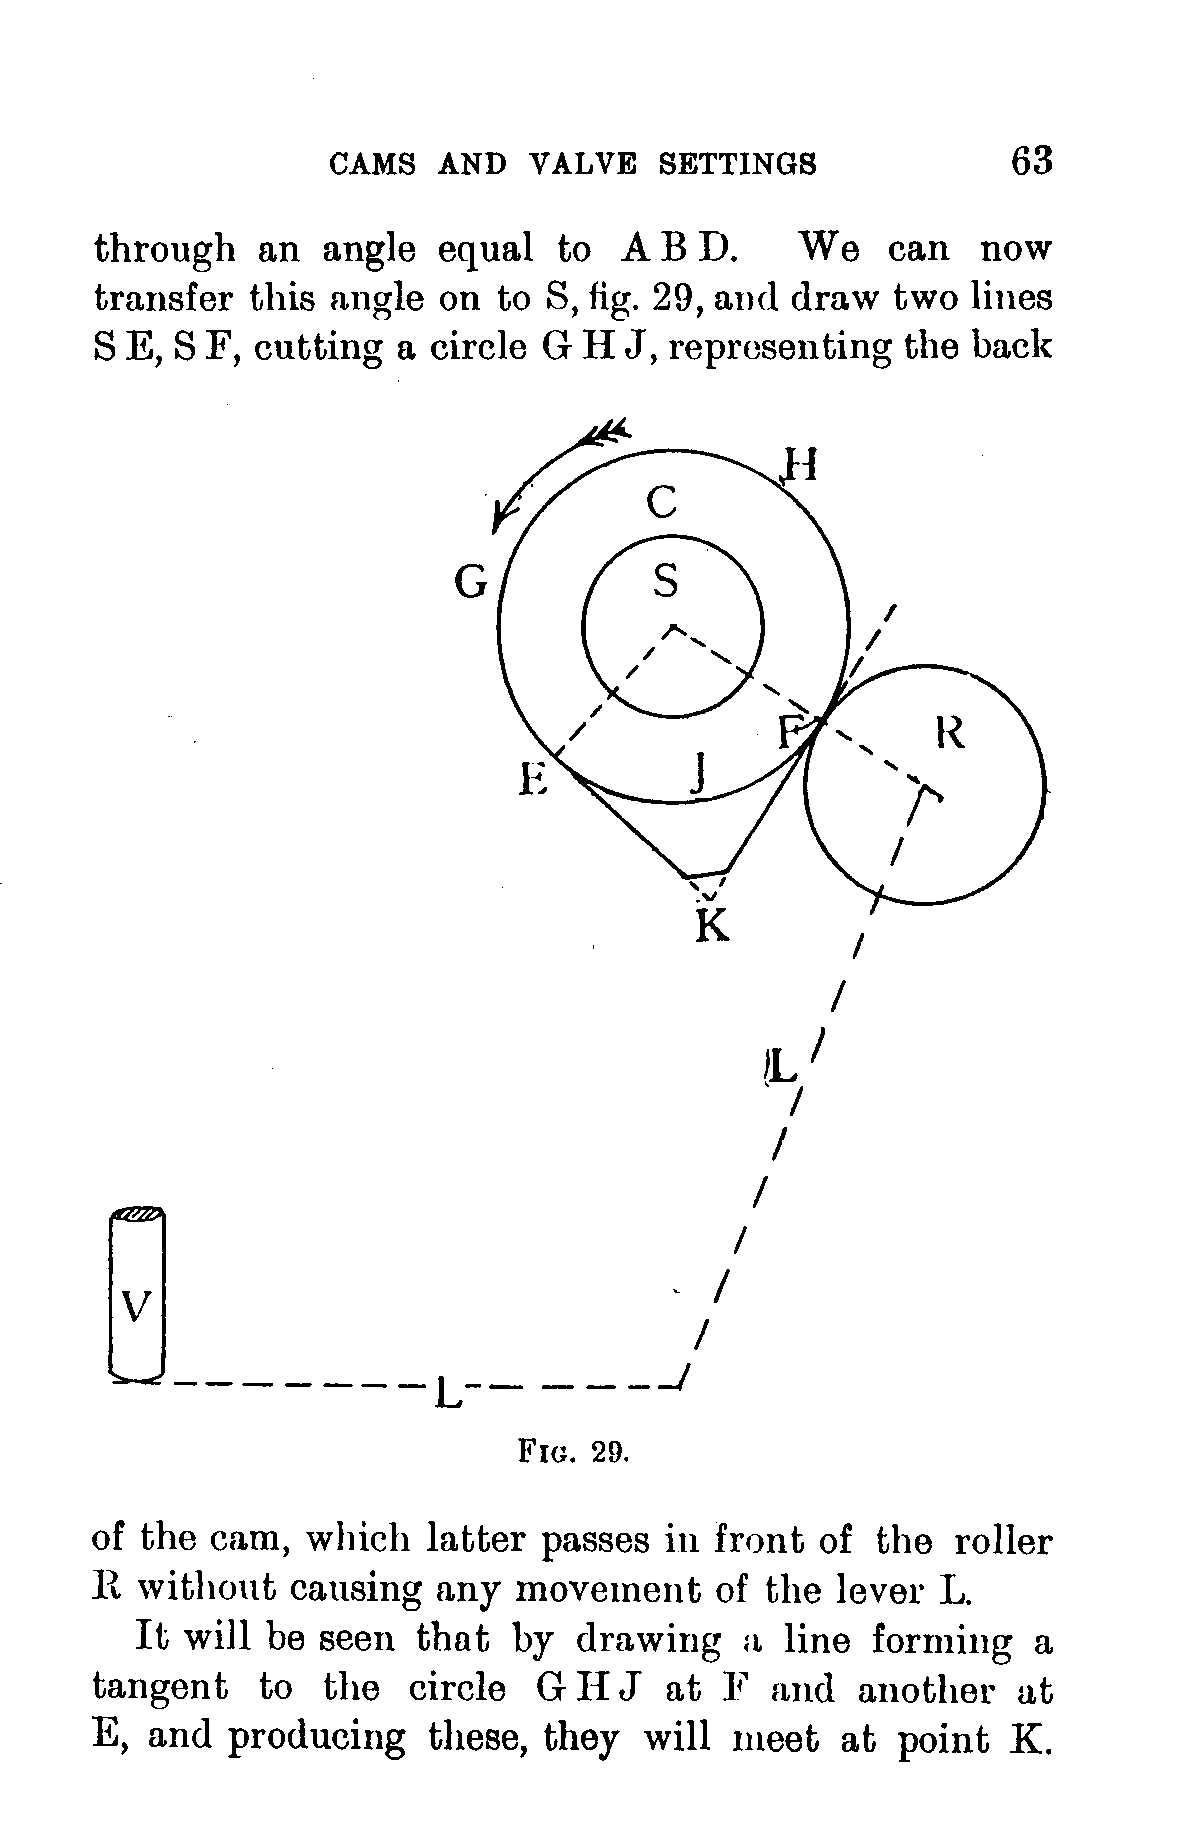 CAMS AND VALVE SETTINGS 63
through an angle equal to A B D. We can now
transfer this angle on to S, fig. 29, and draw two lines
S E, S F, cutting a circle G H J, representing the back
H
C
G
S
F
R
E
J
K
L
V
L
FIG. 29.
of the cam, which latter passes in front of the roller
R without causing any movement of the lever L.
It will be seen that by drawing a line forming a
tangent to the circle G H J at F and another at
E, and producing these, they will meet at point K.